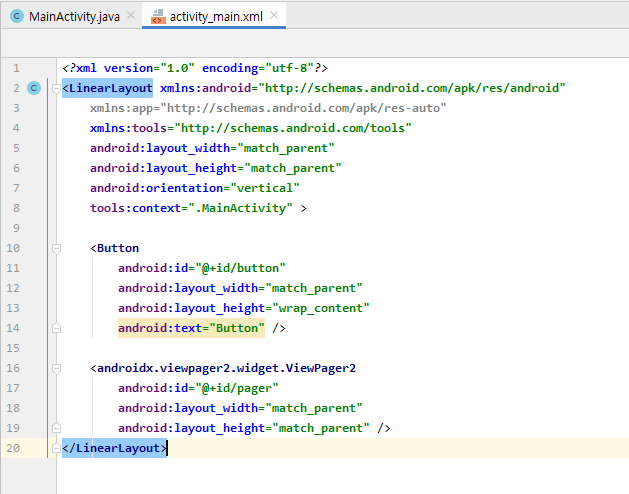 MainActivity.java
activity_main.xml
1 <?xml version="1.0" encoding="utf-8"?>
2 <LinearLayout xmlns:android="http://schemas.android.com/apk/res/android"
3     xmlns:app="http://schemas.android.com/apk/res-auto"
4     xmlns:tools="http://schemas.android.com/tools"
5     android:layout_width="match_parent"
6     android:layout_height="match_parent"
7     android:orientation="vertical"
8     tools:context=".MainActivity" >
9
10     <Button
11         android:id="@+id/button"
12         android:layout_width="match_parent"
13         android:layout_height="wrap_content"
14         android:text="Button" />
15
16     <androidx.viewpager2.widget.ViewPager2
17         android:id="@+id/pager"
18         android:layout_width="match_parent"
19         android:layout_height="match_parent" />
20 </LinearLayout>